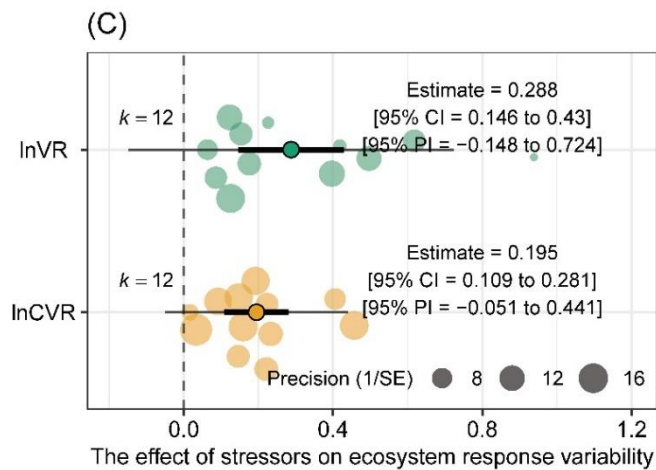 (C)
k = 12
Estimate = 0.288
[95% CI = 0.146 to 0.43]
[95% PI = −0.148 to 0.724]
lnVR
k = 12
Estimate = 0.195
[95% CI = 0.109 to 0.281]
[95% PI = −0.051 to 0.441]
lnCVR
Precision (1/SE) 8 12 16
0.0 0.4 0.8 1.2
The effect of stressors on ecosystem response variability